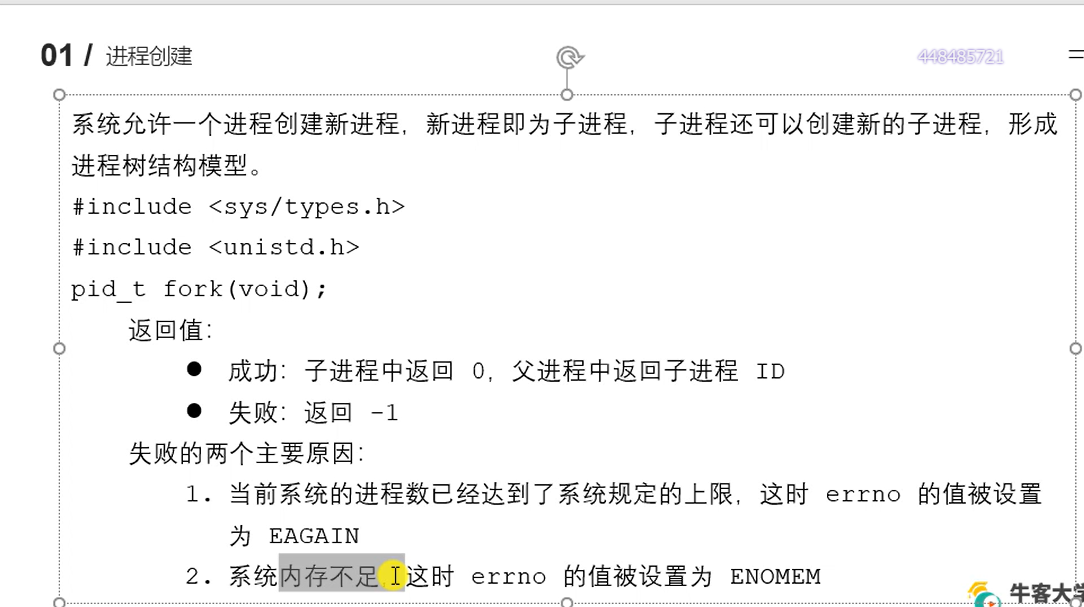 01 / 进程创建
448485721
系统允许一个进程创建新进程，新进程即为子进程，子进程还可以创建新的子进程，形成
进程树结构模型。
#include <sys/types.h>
#include <unistd.h>
pid_t fork(void);
返回值：
● 成功：子进程中返回 0，父进程中返回子进程 ID
● 失败：返回 -1
失败的两个主要原因：
1. 当前系统的进程数已经达到了系统规定的上限，这时 errno 的值被设置
为 EAGAIN
2. 系统内存不足，这时 errno 的值被设置为 ENOMEM
牛客大学